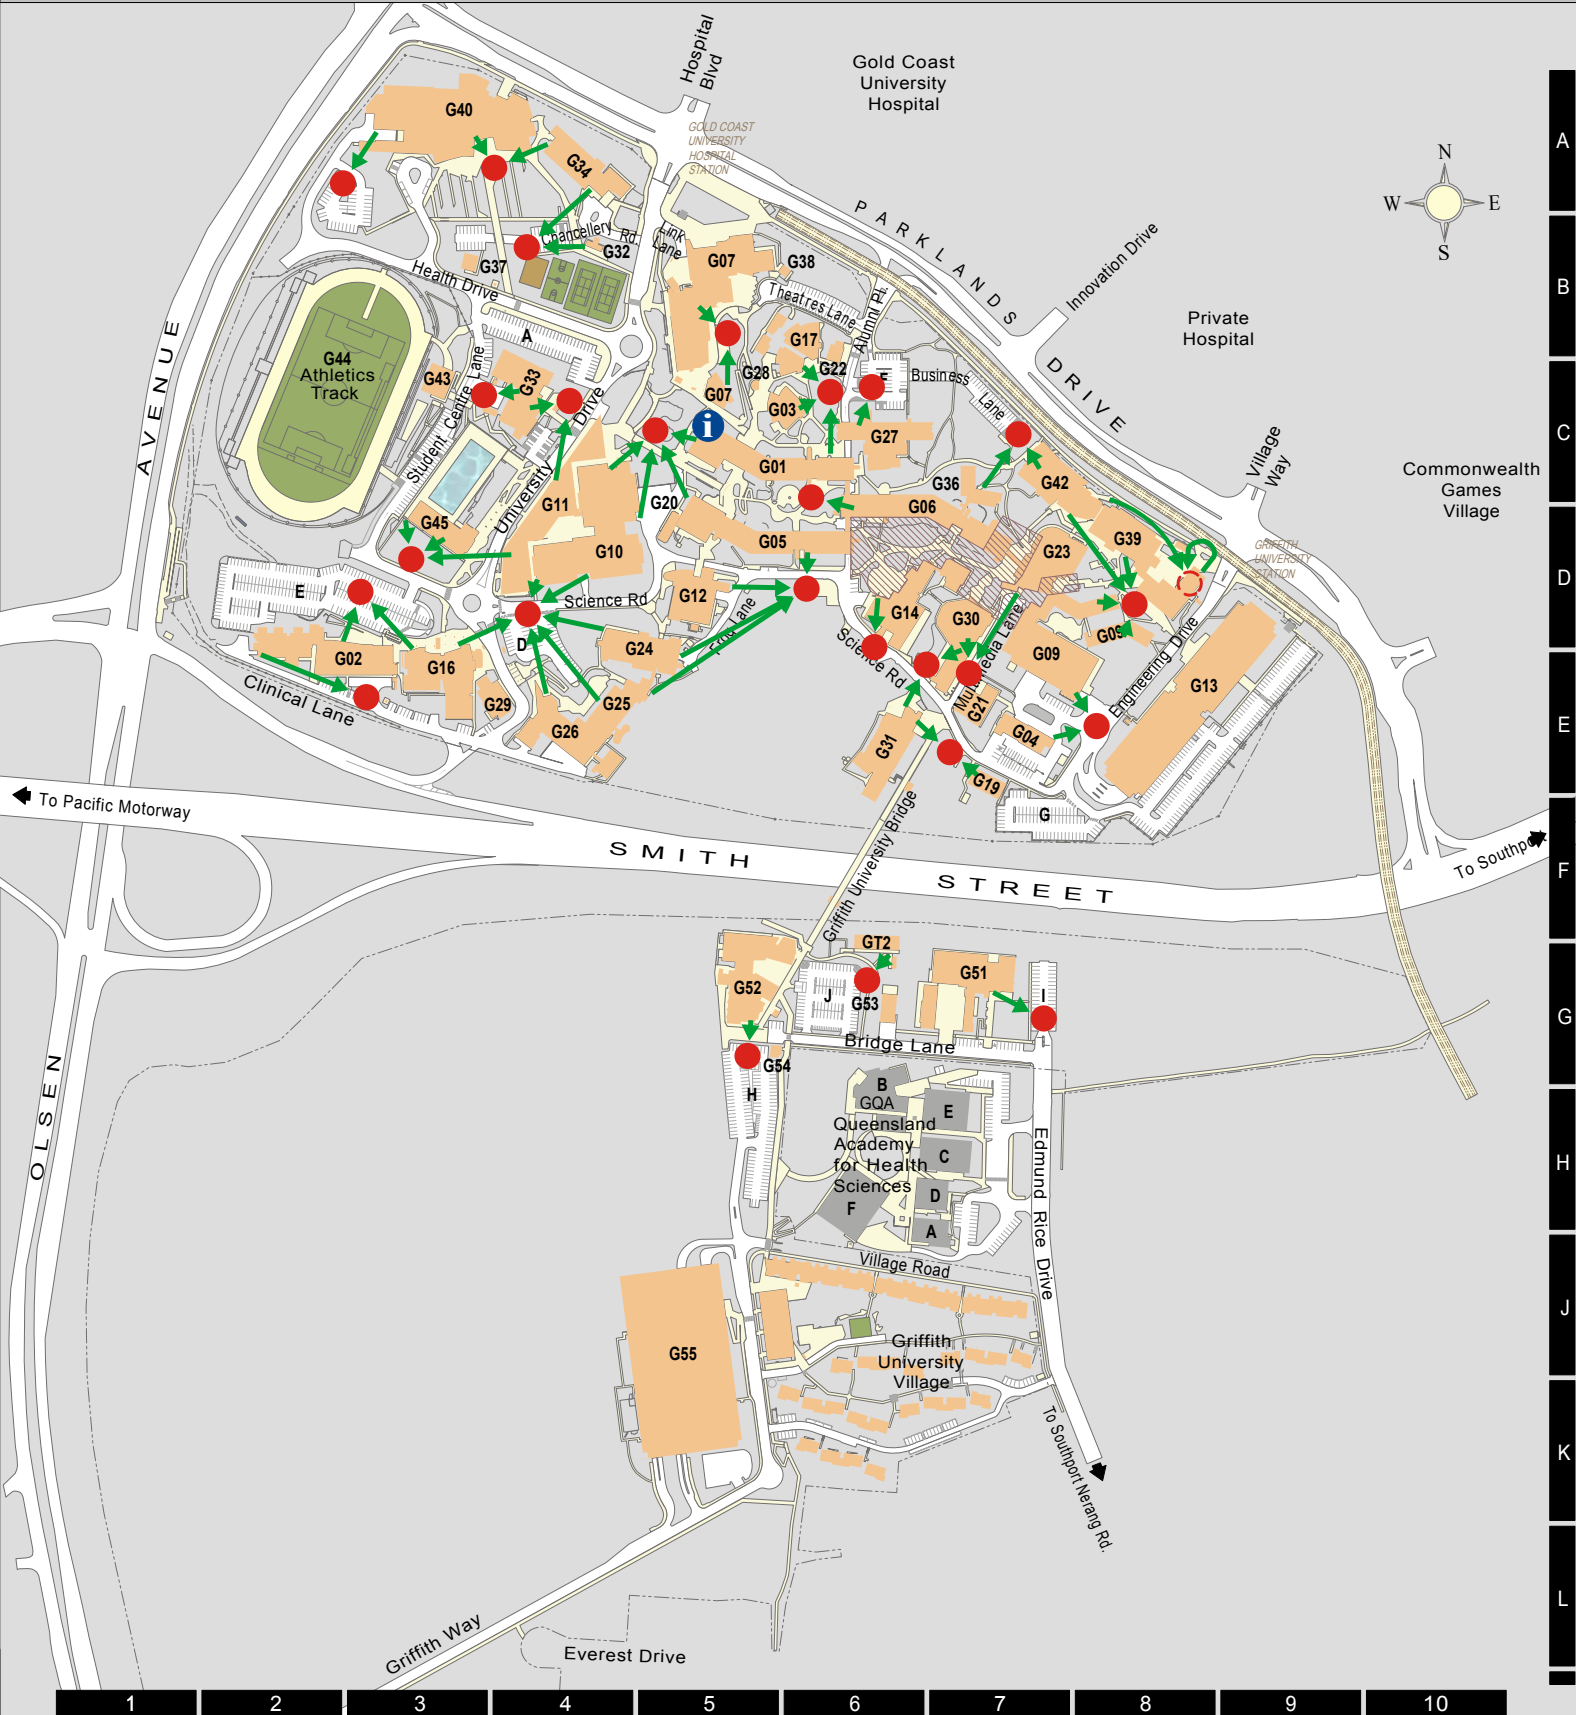 Hospital
Blvd
Gold Coast
University
Hospital
GOLD COAST
UNIVERSITY
HOSPITAL
STATION
A
G40
G34
N
W
E
S
PARKLANDS
DRIVE
Innovation Drive
Chancellery Rd.
Link
Lane
G32
G37
Health Drive
G07
G38
Theatres Lane
Alumni Pl.
B
Private
Hospital
AVENUE
G44
Athletics
Track
A
G43
G33
Student Centre Lane
University Drive
G17
G28
G22
G07
G03
Business
Lane
i
G27
C
Village
Way
Commonwealth
Games
Village
G01
G36
G42
G11
G20
G06
G45
G10
G05
G23
G39
GRIFFITH
UNIVERSITY
STATION
D
E
Science Rd
G12
G14
G30
G09
D
G24
Science Rd
G09
Engineering Drive
G02
G16
G13
Clinical Lane
G29
G25
G26
G31
G21
G04
E
G19
G
To Pacific Motorway
Griffith University Bridge
SMITH
STREET
To Southport
F
GT2
G52
J
G53
G51
I
G
Bridge Lane
G54
H
OLSEN
B
GQA
E
Queensland
Academy
for Health
Sciences
C
D
F
A
H
Edmund Rice Drive
Village Road
G55
Griffith
University
Village
J
To Southport Nerang Rd.
K
L
Griffith Way
Everest Drive
1
2
3
4
5
6
7
8
9
10